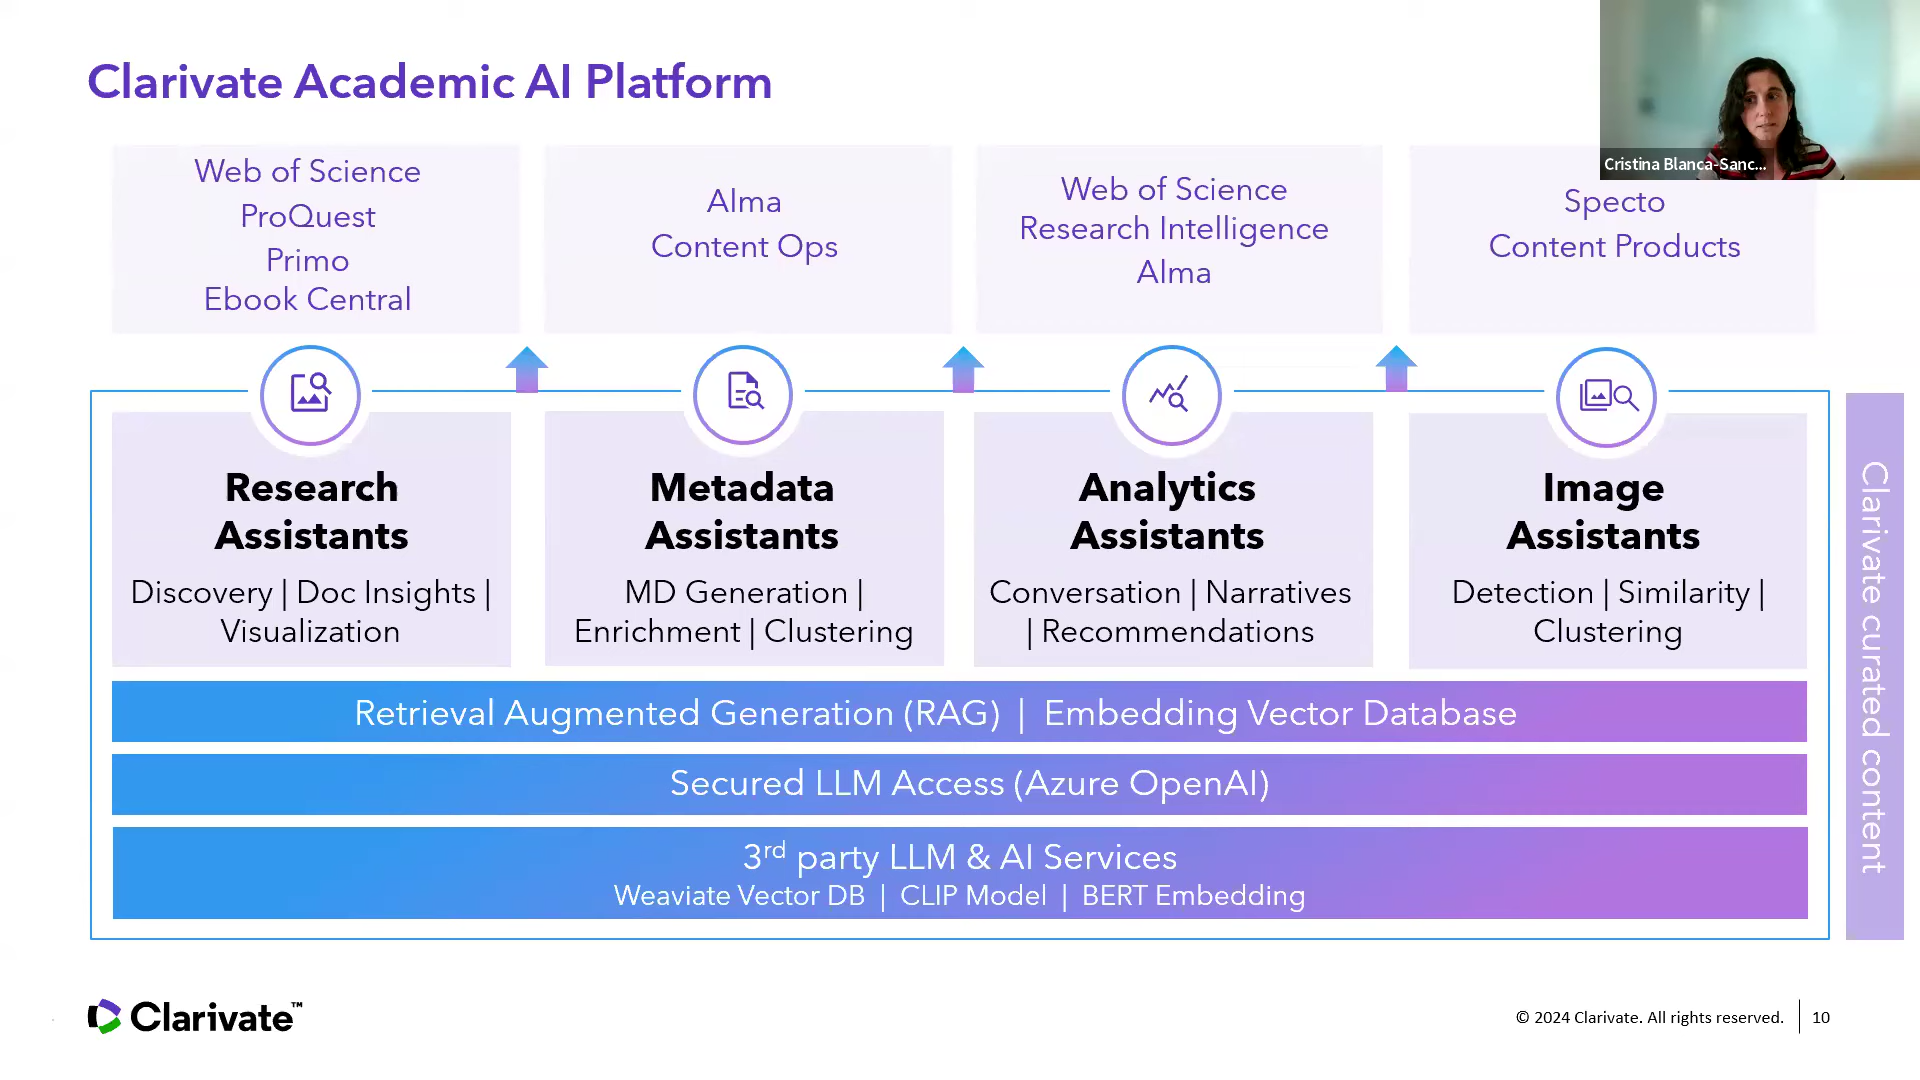 Clarivate Academic AI Platform
Cristina Blanca-Sanc...
Web of Science
ProQuest
Primo
Ebook Central
Alma
Content Ops
Web of Science
Research Intelligence
Alma
Specto
Content Products
Research
Assistants
Discovery | Doc Insights |
Visualization
Metadata
Assistants
MD Generation |
Enrichment | Clustering
Analytics
Assistants
Conversation | Narratives
| Recommendations
Image
Assistants
Detection | Similarity |
Clustering
Clarivate curated content
Retrieval Augmented Generation (RAG) | Embedding Vector Database
Secured LLM Access (Azure OpenAI)
3rd party LLM & AI Services
Weaviate Vector DB | CLIP Model | BERT Embedding
Clarivate™
© 2024 Clarivate. All rights reserved. 10